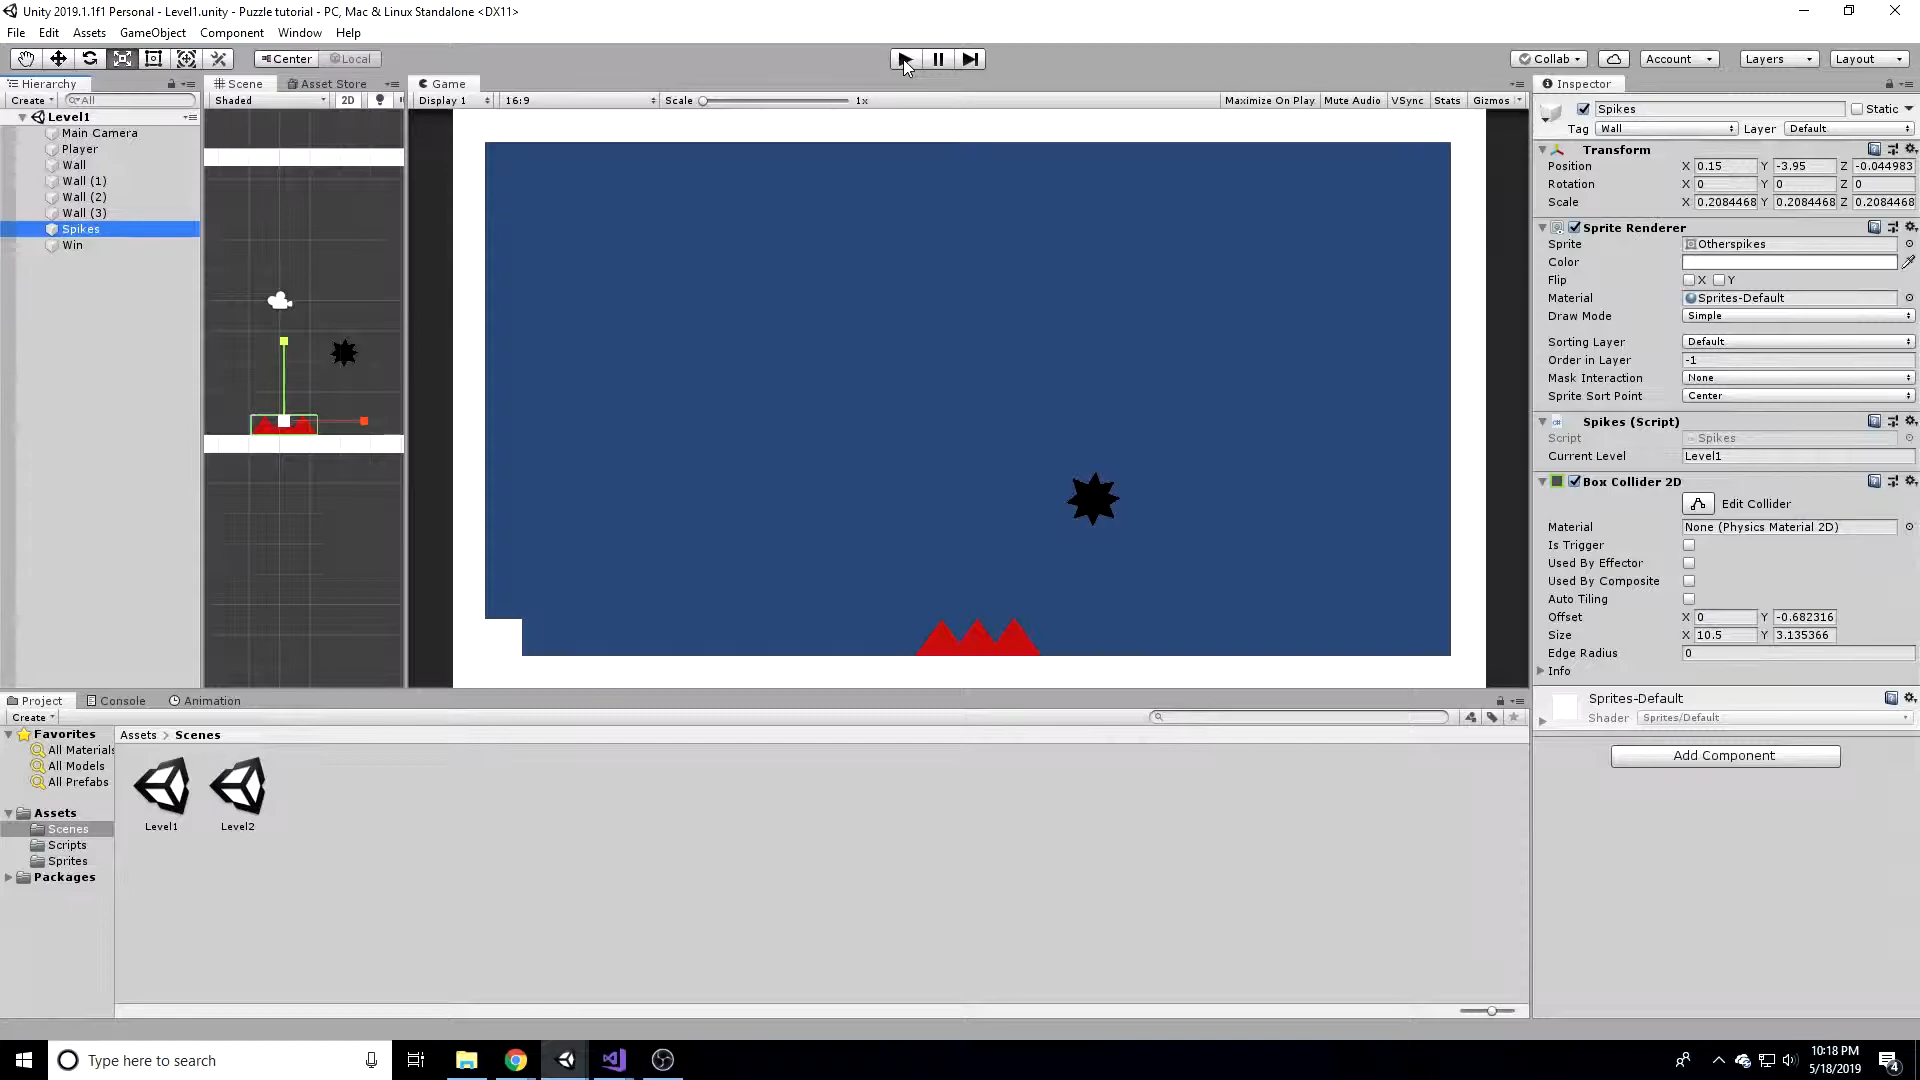 Unity 2019.1.1f1 Personal - Level1.unity - Puzzle tutorial - PC, Mac & Linux Standalone <DX11>
File Edit Assets GameObject Component Window Help
Center Local Collab Account Layers Layout
Hierarchy Scene Asset Store Game Inspector
Create All Shaded 2D Display 1 16:9 Scale 1x Maximize On Play Mute Audio VSync Stats Gizmos
Level1
Main Camera
Player
Wall
Wall (1)
Wall (2)
Wall (3)
Spikes
Win
Spikes Static
Tag Wall Layer Default
Transform
Position X 0.15 Y -3.95 Z -0.044983
Rotation X 0 Y 0 Z 0
Scale X 0.2084468 Y 0.2084468 Z 0.2084468
Sprite Renderer
Sprite Otherspikes
Color
Flip X Y
Material Sprites-Default
Draw Mode Simple
Sorting Layer Default
Order in Layer -1
Mask Interaction None
Sprite Sort Point Center
Spikes (Script)
Script Spikes
Current Level Level1
Box Collider 2D
Edit Collider
Material None (Physics Material 2D)
Is Trigger
Used By Effector
Used By Composite
Auto Tiling
Offset X 0 Y -0.682316
Size X 10.5 Y 3.135366
Edge Radius 0
Info
Sprites-Default
Shader Sprites/Default
Add Component
Project Console Animation
Create
Favorites
All Materials
All Models
All Prefabs
Assets
Scenes
Scripts
Sprites
Packages
Assets > Scenes
Level1 Level2
Type here to search
10:18 PM
5/18/2019
4